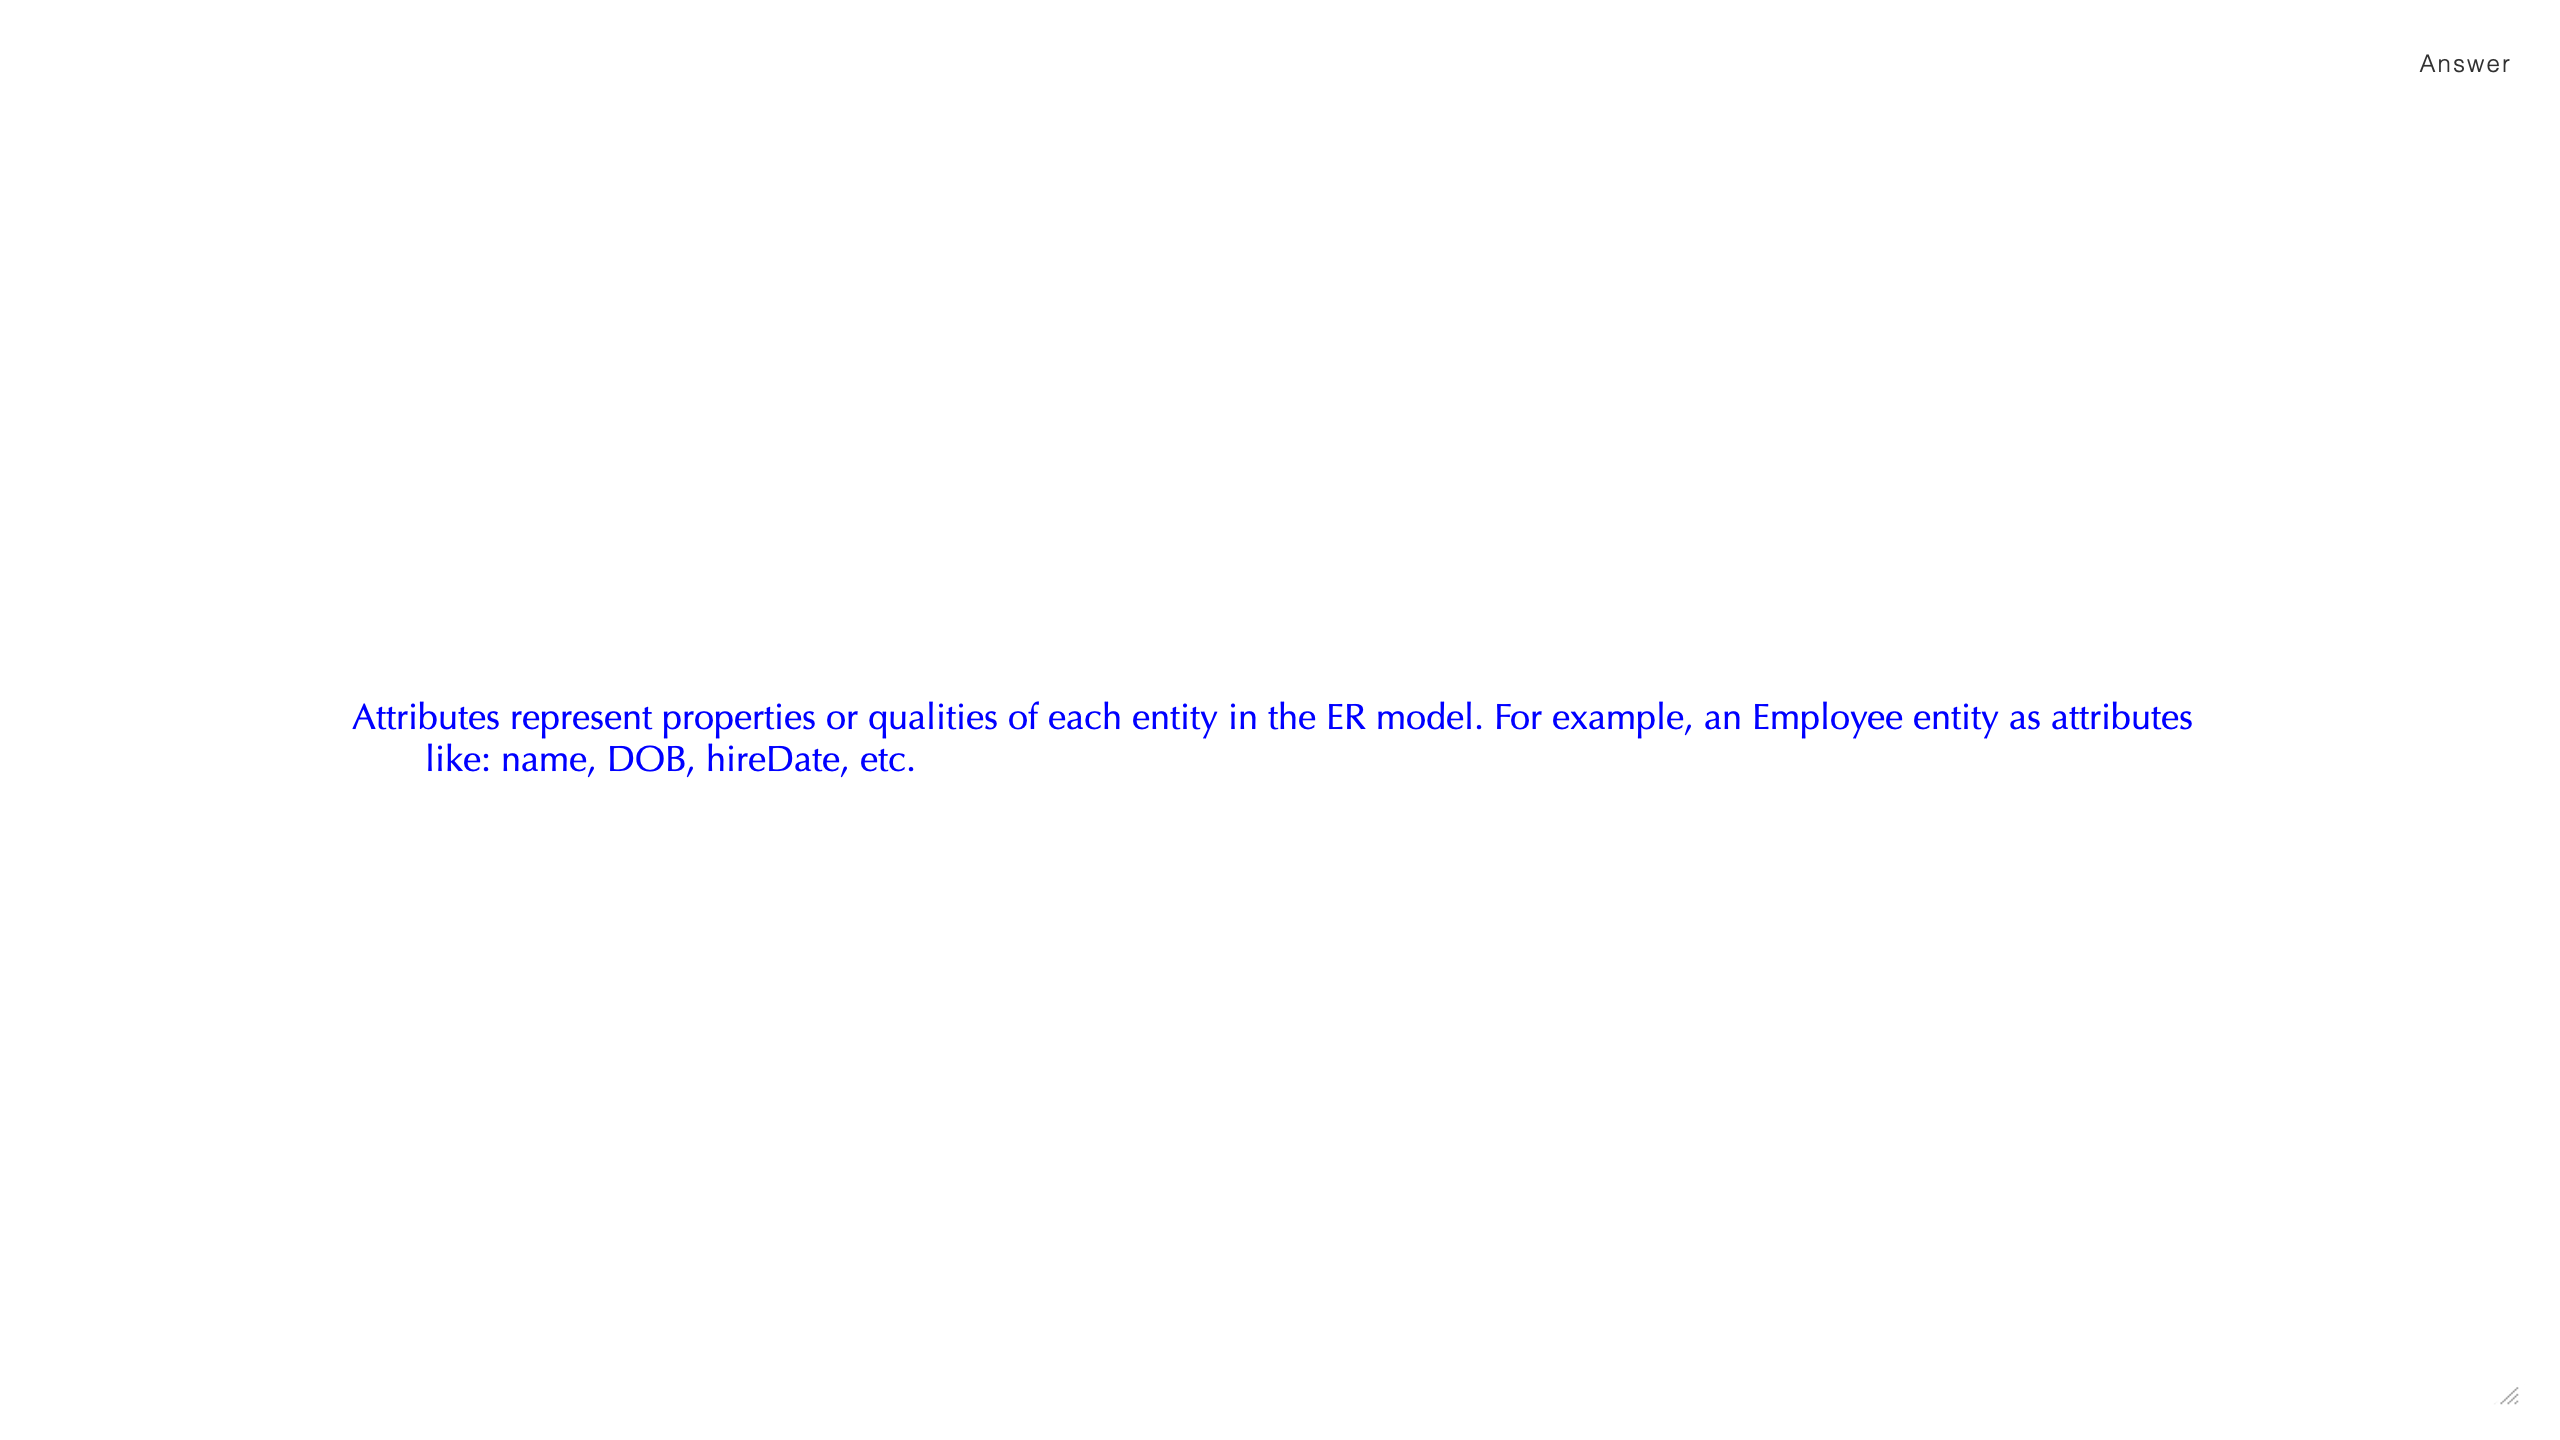 Answer
Attributes represent properties or qualities of each entity in the ER model. For example, an Employee entity as attributes
like: name, DOB, hireDate, etc.